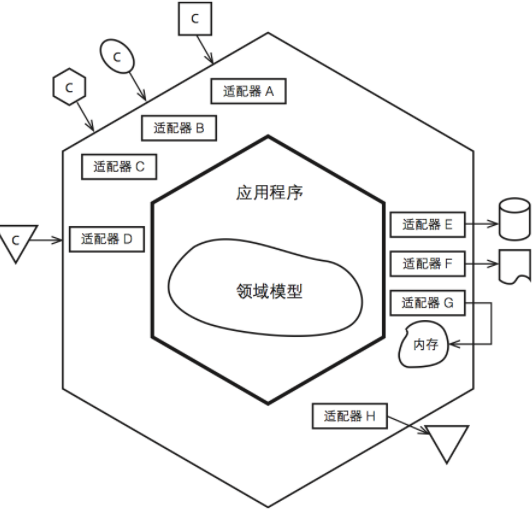 C
C
适配器 A
C
适配器 B
适配器 C
应用程序
C
适配器 D
适配器 E
适配器 F
领域模型
适配器 G
内存
适配器 H